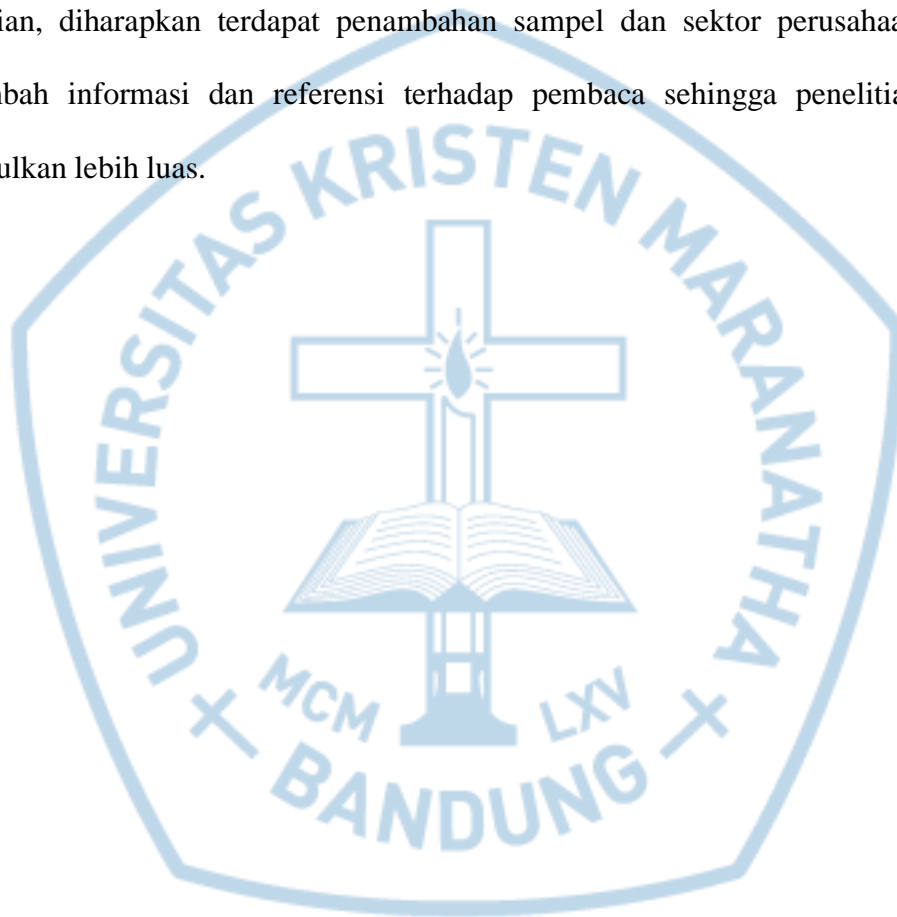 ian, diharapkan terdapat penambahan sampel dan sektor perusahaa
nbah informasi dan referensi terhadap pembaca sehingga penelitia
ulkan lebih luas.
UNIVERSITAS KRISTEN MARANATHA
MCM LXV
BANDUNG